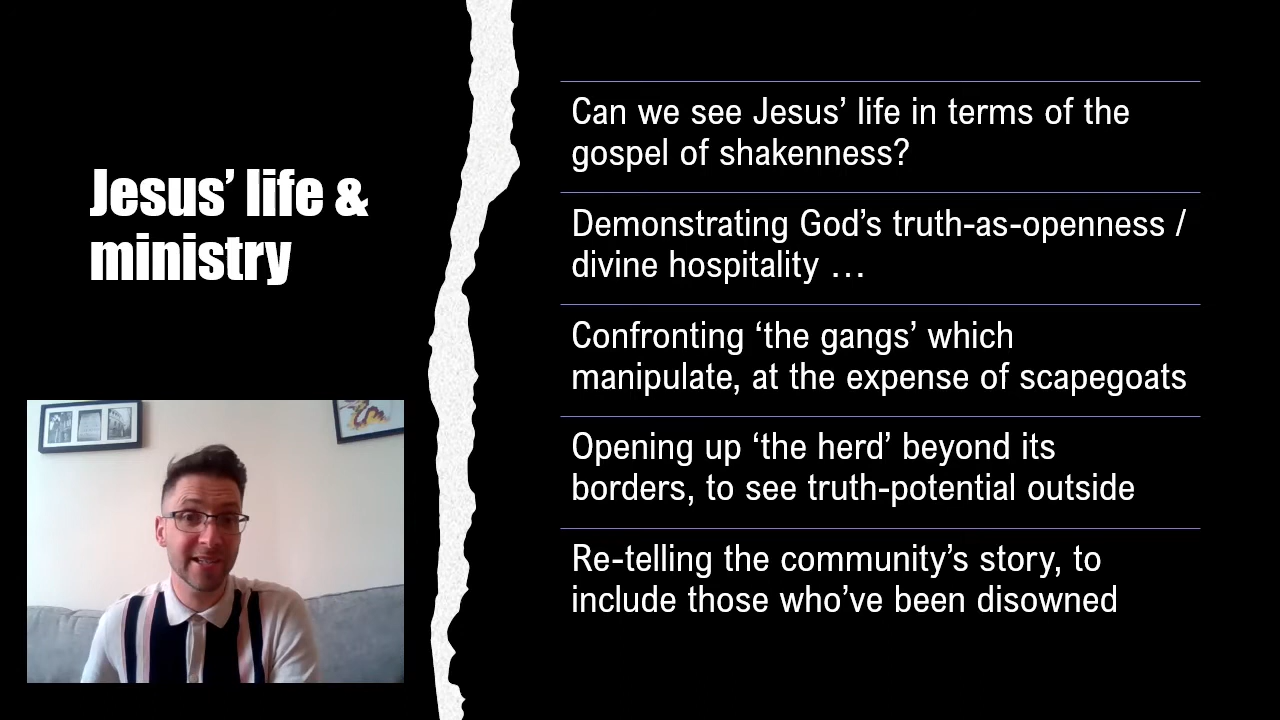 Jesus’ life &
ministry
Can we see Jesus’ life in terms of the
gospel of shakenness?
Demonstrating God’s truth-as-openness /
divine hospitality …
Confronting ‘the gangs’ which
manipulate, at the expense of scapegoats
Opening up ‘the herd’ beyond its
borders, to see truth-potential outside
Re-telling the community’s story, to
include those who’ve been disowned